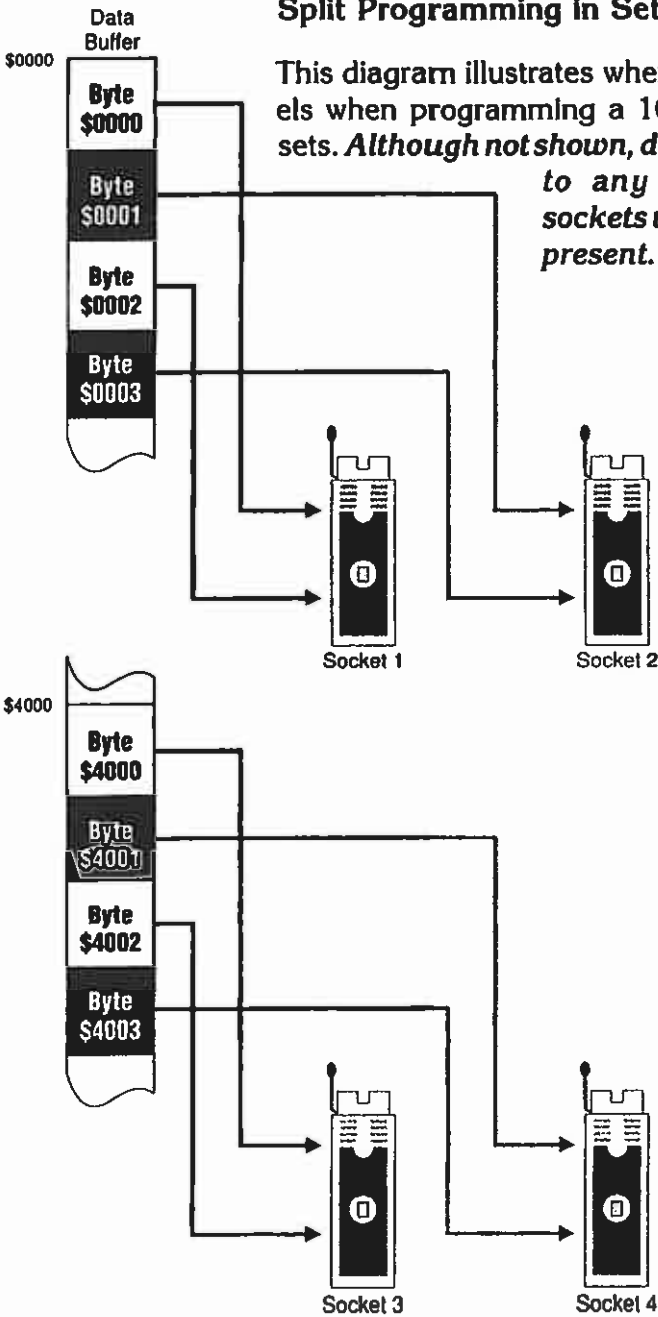 Split Programming in Set
Data
Buffer
$0000
This diagram illustrates whe
els when programming a 1
sets. Although not shown, d
to any
sockets
present.
Byte
$0000
Byte
$0001
Byte
$0002
Byte
$0003
Socket 1
Socket 2
$4000
Byte
$4000
Byte
$4001
Byte
$4002
Byte
$4003
Socket 3
Socket 4